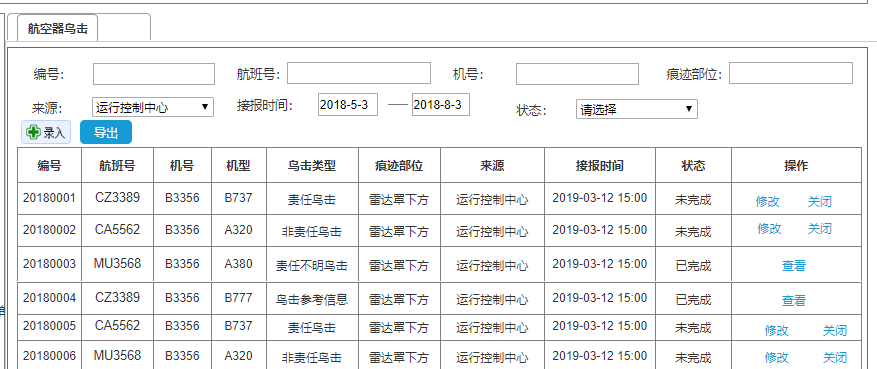 航空器鸟击
编号: 航班号: 机号: 痕迹部位:
来源: 运行控制中心 接报时间: 2018-5-3 —— 2018-8-3 状态: 请选择
录入 导出
编号 航班号 机号 机型 鸟击类型 痕迹部位 来源 接报时间 状态 操作
20180001 CZ3389 B3356 B737 责任鸟击 雷达罩下方 运行控制中心 2019-03-12 15:00 未完成 修改 关闭
20180002 CA5562 B3356 A320 非责任鸟击 雷达罩下方 运行控制中心 2019-03-12 15:00 未完成 修改 关闭
20180003 MU3568 B3356 A380 责任不明鸟击 雷达罩下方 运行控制中心 2019-03-12 15:00 已完成 查看
20180004 CZ3389 B3356 B777 鸟击参考信息 雷达罩下方 运行控制中心 2019-03-12 15:00 已完成 查看
20180005 CA5562 B3356 B737 责任鸟击 雷达罩下方 运行控制中心 2019-03-12 15:00 未完成 修改 关闭
20180006 MU3568 B3356 A320 非责任鸟击 雷达罩下方 运行控制中心 2019-03-12 15:00 未完成 修改 关闭